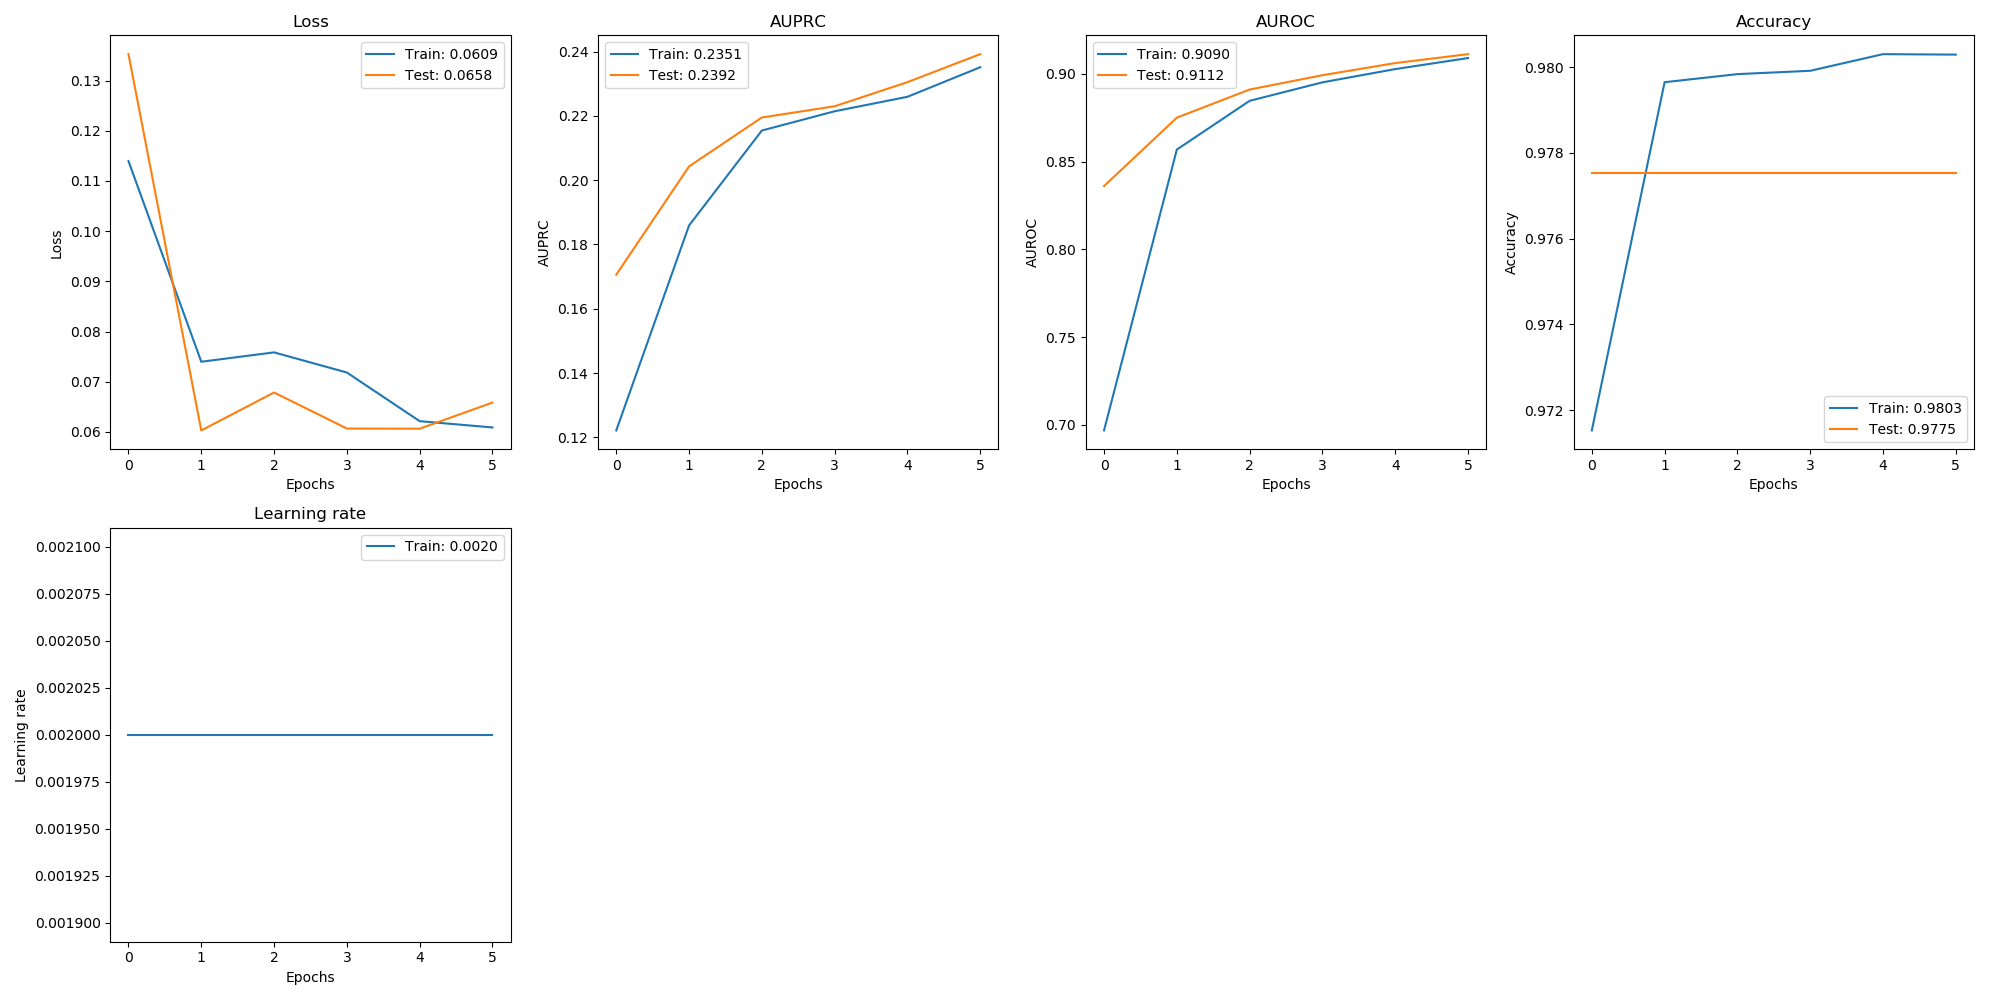 Loss
Train: 0.0609
Test: 0.0658
0.13
0.12
0.11
0.10
0.09
0.08
0.07
0.06
Loss
0 1 2 3 4 5
Epochs
AUPRC
Train: 0.2351
Test: 0.2392
0.24
0.22
0.20
0.18
0.16
0.14
0.12
AUPRC
0 1 2 3 4 5
Epochs
AUROC
Train: 0.9090
Test: 0.9112
0.90
0.85
0.80
0.75
0.70
AUROC
0 1 2 3 4 5
Epochs
Accuracy
0.980
0.978
0.976
0.974
0.972
Accuracy
Train: 0.9803
Test: 0.9775
0 1 2 3 4 5
Epochs
Learning rate
Train: 0.0020
0.002100
0.002075
0.002050
0.002025
0.002000
0.001975
0.001950
0.001925
0.001900
Learning rate
0 1 2 3 4 5
Epochs